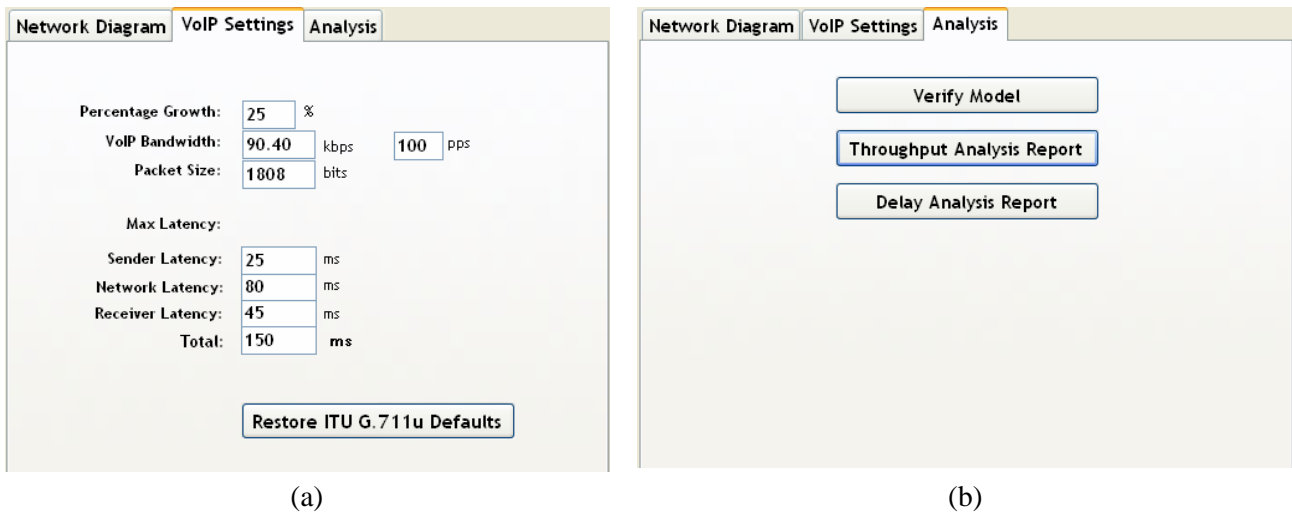 Network Diagram VoIP Settings Analysis
Percentage Growth: 25 %
VoIP Bandwidth: 90.40 kbps 100 pps
Packet Size: 1808 bits
Max Latency:
Sender Latency: 25 ms
Network Latency: 80 ms
Receiver Latency: 45 ms
Total: 150 ms
Restore ITU G.711u Defaults
(a)
Network Diagram VoIP Settings Analysis
Verify Model
Throughput Analysis Report
Delay Analysis Report
(b)